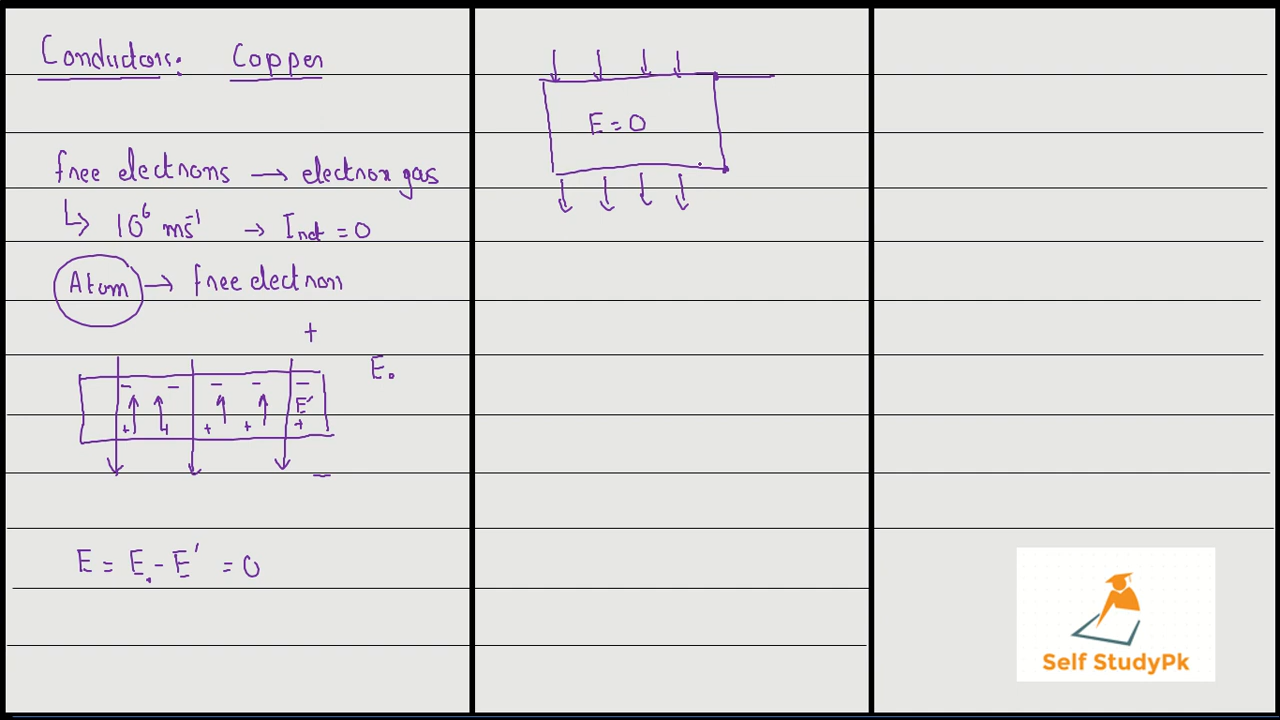 Conductors: Copper
free electrons → electron gas
↳ 10⁶ ms⁻¹ → Inet = 0
Atom → free electron
+
E₀
- - - - -
E'
+ + + + +
-
E = E₀ - E' = 0
E = 0
Self StudyPk